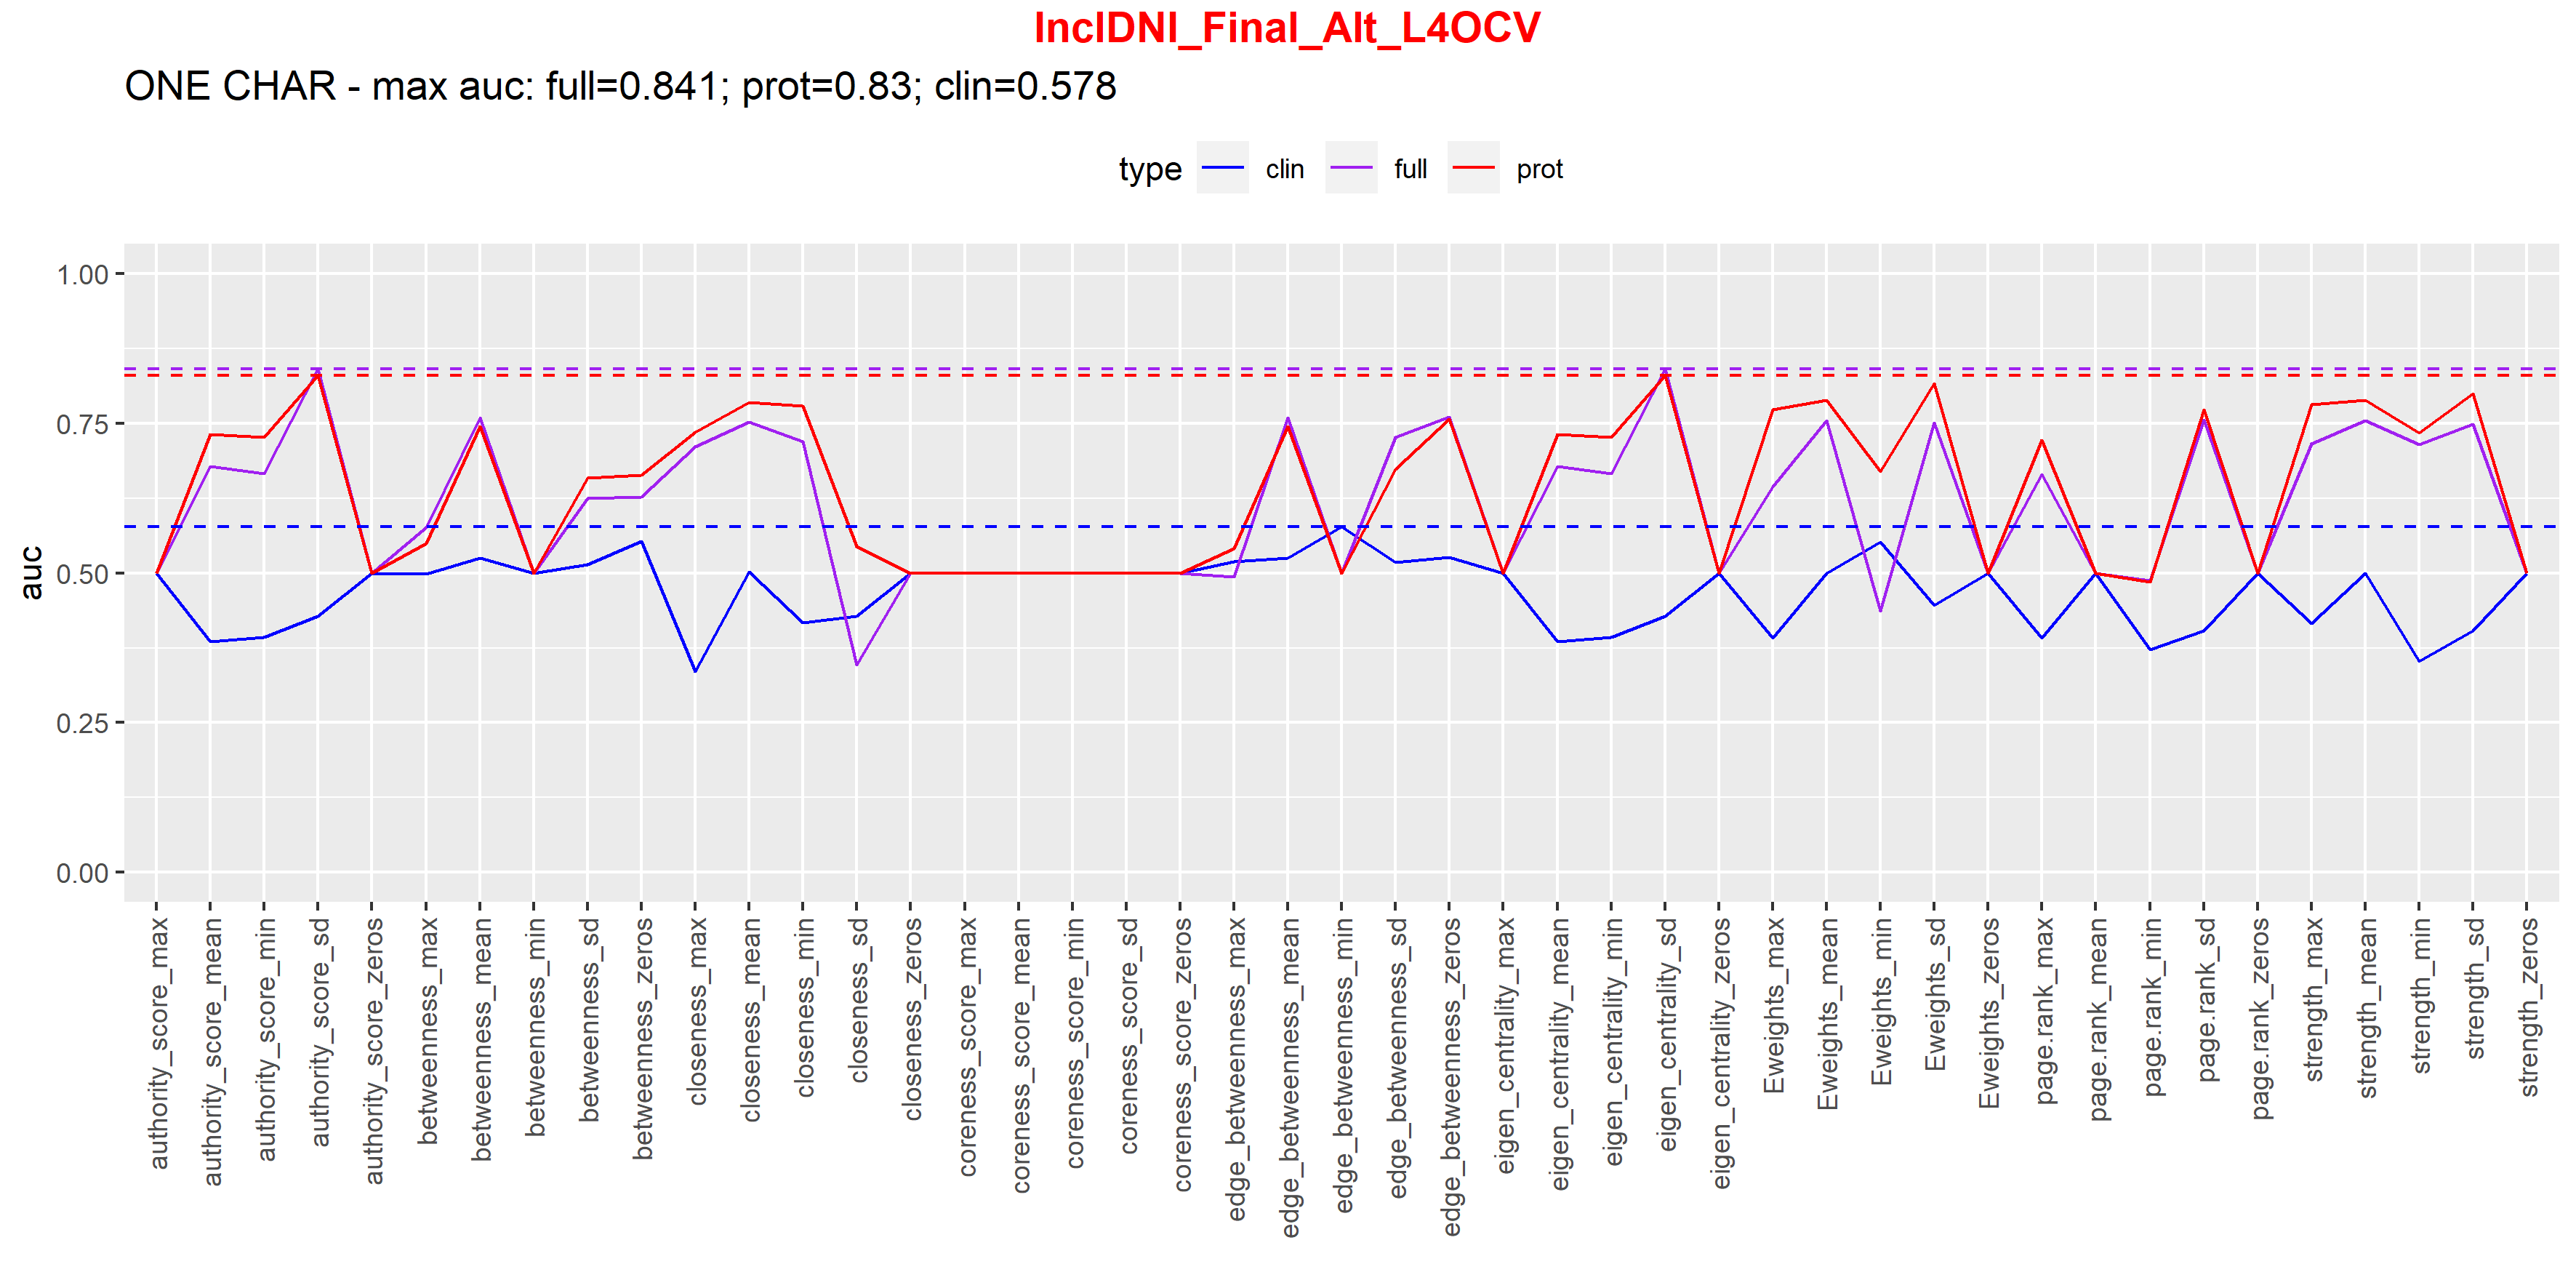 IncIDNI_Final_Alt_L4OCV
ONE CHAR - max auc: full=0.841; prot=0.83; clin=0.578
type clin full prot
auc
1.00
0.75
0.50
0.25
0.00
authority_score_max
authority_score_mean
authority_score_min
authority_score_sd
authority_score_zeros
betweenness_max
betweenness_mean
betweenness_min
betweenness_sd
betweenness_zeros
closeness_max
closeness_mean
closeness_min
closeness_sd
closeness_zeros
coreness_score_max
coreness_score_mean
coreness_score_min
coreness_score_sd
coreness_score_zeros
edge_betweenness_max
edge_betweenness_mean
edge_betweenness_min
edge_betweenness_sd
edge_betweenness_zeros
eigen_centrality_max
eigen_centrality_mean
eigen_centrality_min
eigen_centrality_sd
eigen_centrality_zeros
Eweights_max
Eweights_mean
Eweights_min
Eweights_sd
Eweights_zeros
page.rank_max
page.rank_mean
page.rank_min
page.rank_sd
page.rank_zeros
strength_max
strength_mean
strength_min
strength_sd
strength_zeros